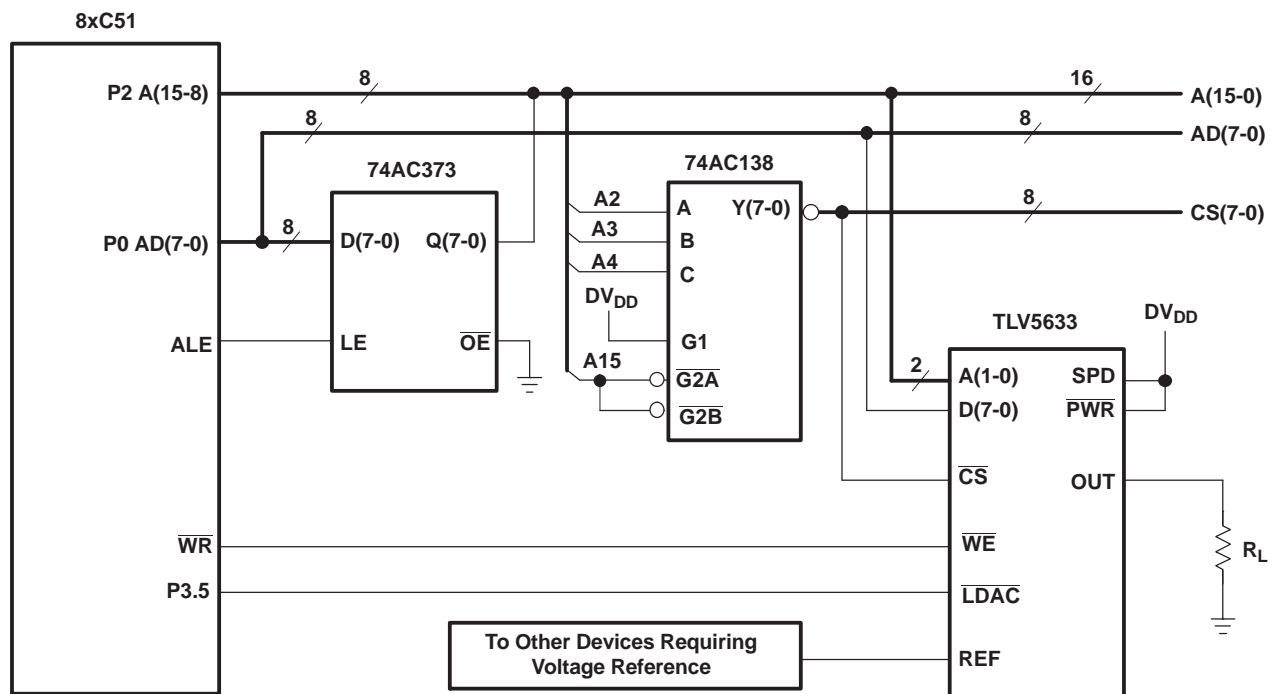 8xC51
P2 A(15-8)
8
16
A(15-0)
8
8
AD(7-0)
74AC373
74AC138
P0 AD(7-0)
8
D(7-0)
Q(7-0)
A2
A
Y(7-0)
8
CS(7-0)
A3
B
A4
C
DVDD
G1
ALE
LE
OE
A15
G2A
G2B
TLV5633
DVDD
2
A(1-0)
SPD
D(7-0)
PWR
CS
OUT
WR
WE
RL
P3.5
LDAC
To Other Devices Requiring
Voltage Reference
REF